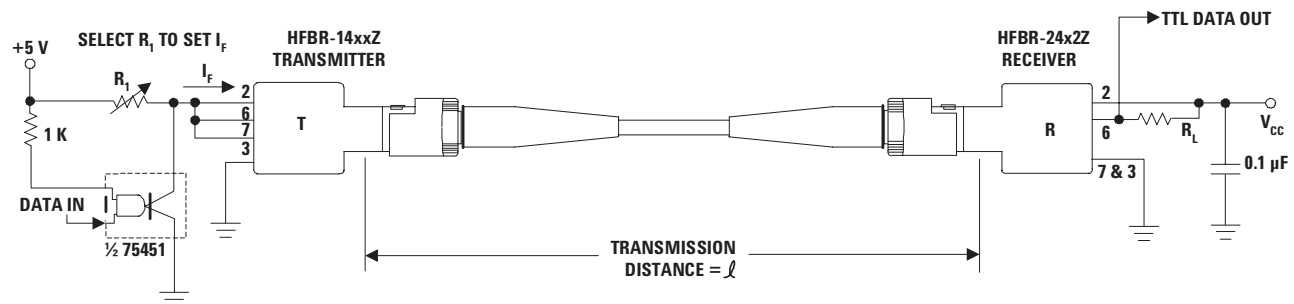 SELECT R1 TO SET IF
+5 V
R1
IF
1 K
DATA IN
½ 75451
HFBR-14xxZ
TRANSMITTER
2
6
7
3
T
TRANSMISSION
DISTANCE = ℓ
HFBR-24x2Z
RECEIVER
R
2
6
7 & 3
TTL DATA OUT
RL
VCC
0.1 µF